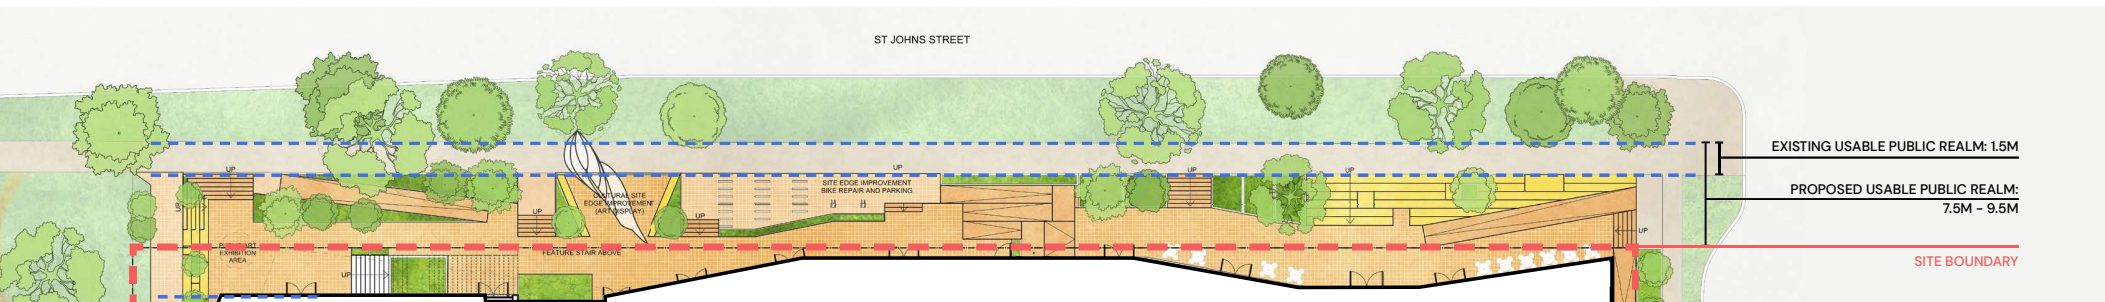 ST JOHNS STREET
EXISTING USABLE PUBLIC REALM: 1.5M
UP
UP
UP
UP
SITE EDGE IMPROVEMENT
BIKE REPAIR AND PARKING
PROPOSED USABLE PUBLIC REALM:
7.5M - 9.5M
CULTURAL SITE
EDGE IMPROVEMENT
(ART DISPLAY)
UP
UP
UP
UP
ART
EXHIBITION
AREA
FEATURE STAIR ABOVE
SITE BOUNDARY
UP